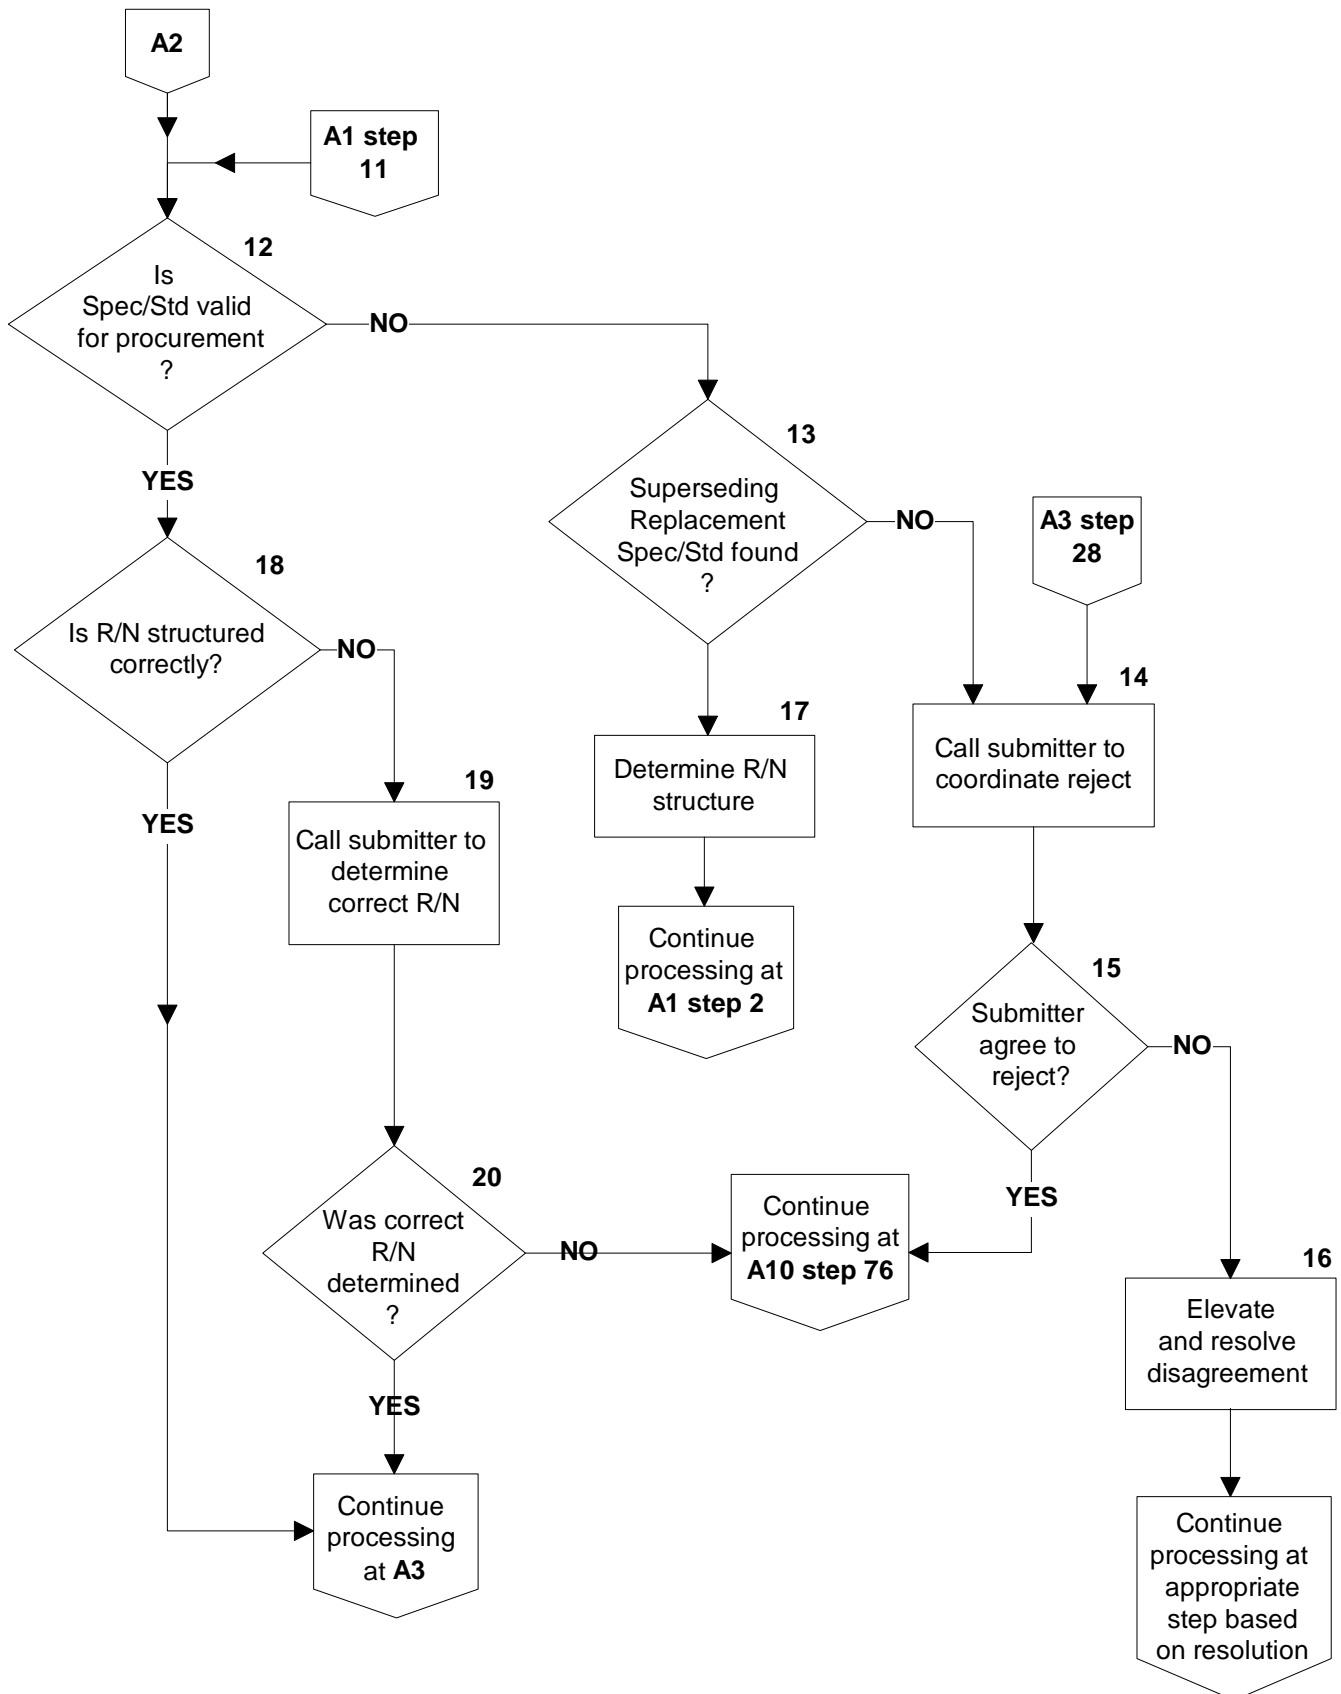 A2
A1 step
11
12
Is
Spec/Std valid
for procurement
?
NO
YES
13
Superseding
Replacement
Spec/Std found
?
NO
A3 step
28
18
Is R/N structured
correctly?
NO
YES
14
Call submitter to
coordinate reject
17
Determine R/N
structure
19
Call submitter to
determine
correct R/N
Continue
processing at
A1 step 2
15
Submitter
agree to
reject?
NO
YES
20
Was correct
R/N
determined
?
NO
YES
Continue
processing at
A10 step 76
16
Elevate
and resolve
disagreement
Continue
processing
at A3
Continue
processing at
appropriate
step based
on resolution